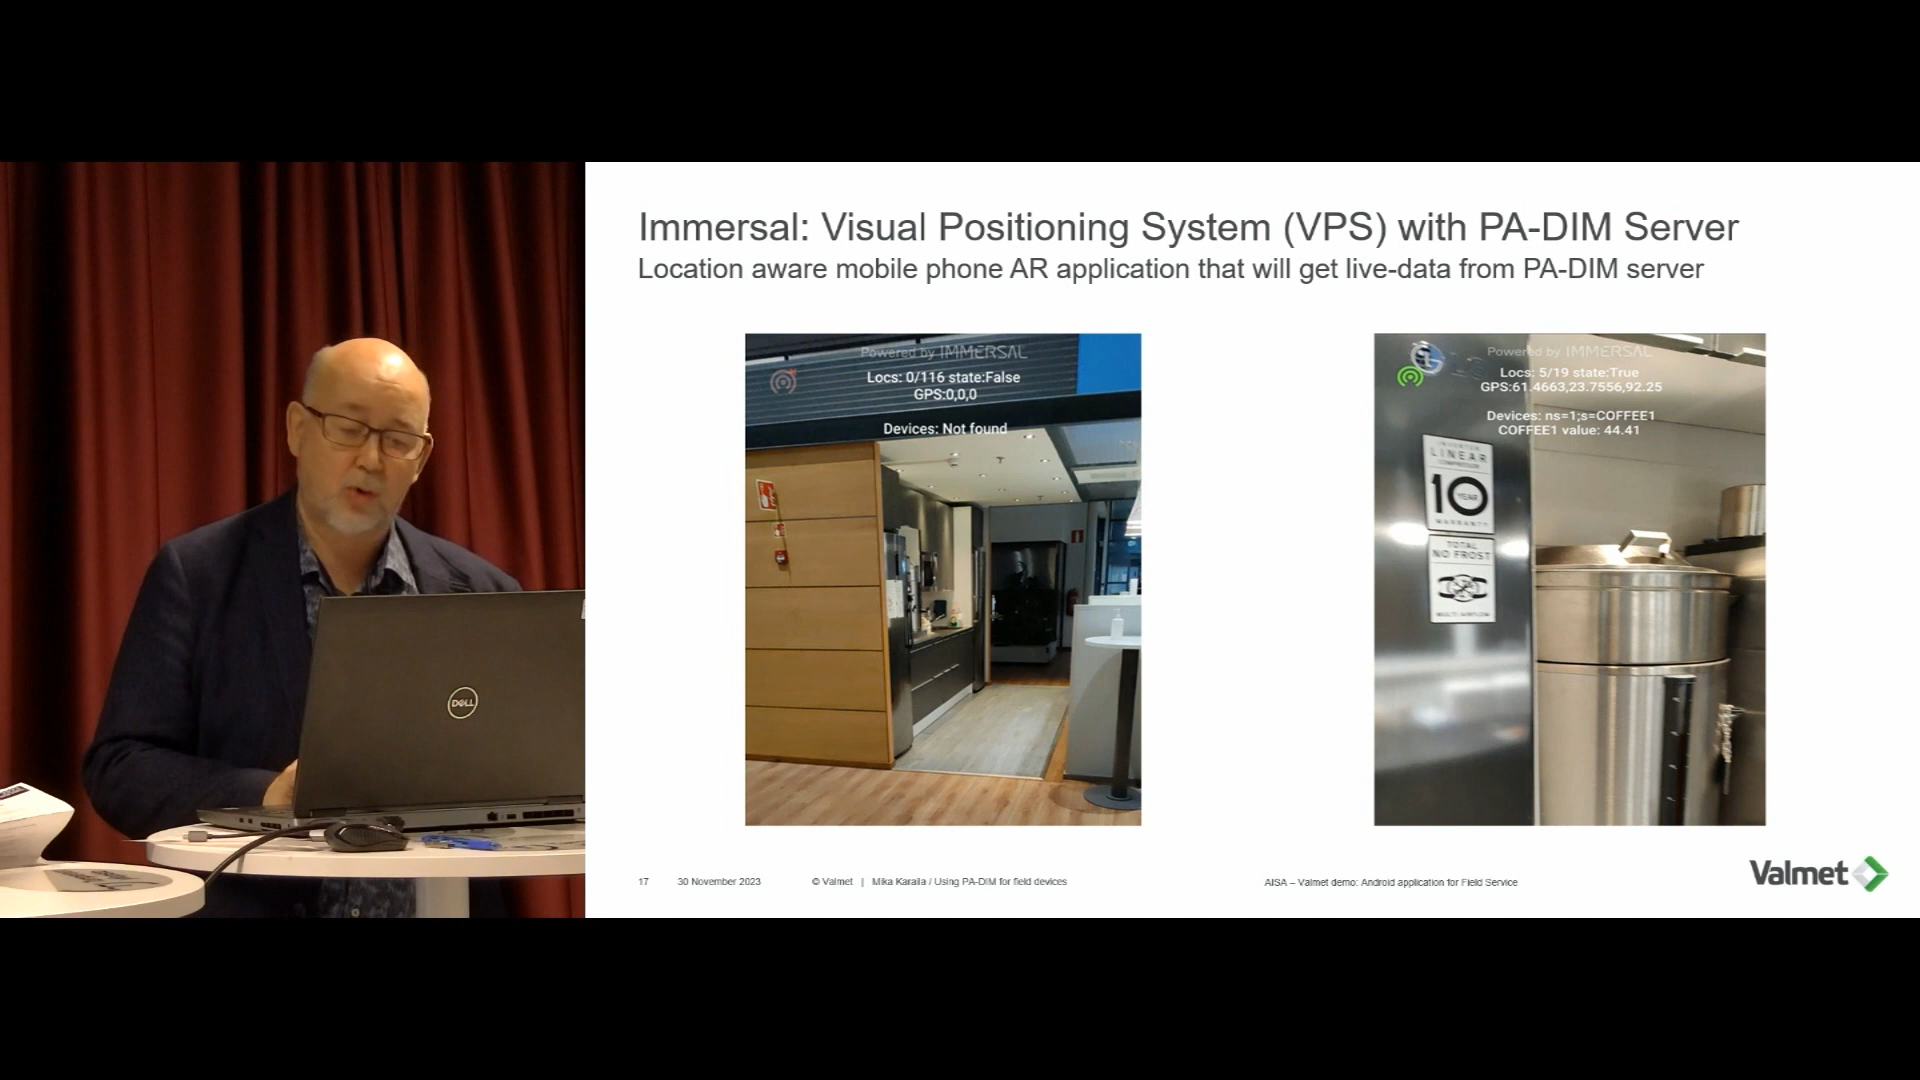 Immersal: Visual Positioning System (VPS) with PA-DIM Server
Location aware mobile phone AR application that will get live-data from PA-DIM server
Powered by IMMERSAL
Locs: 0/116 state:False
GPS:0,0,0
Devices: Not found
Powered by IMMERSAL
Locs: 5/19 state:True
GPS:61.4663,23.7556,92.25
Devices: ns=1;s=COFFEE1
COFFEE1 value: 44.41
INVERTER
LINEAR
COMPRESSOR
10
YEAR
WARRANTY
TOTAL
NO FROST
MULTI AIRFLOW
DELL
17
30 November 2023
© Valmet | Mika Karaila / Using PA-DIM for field devices
AISA – Valmet demo: Android application for Field Service
Valmet